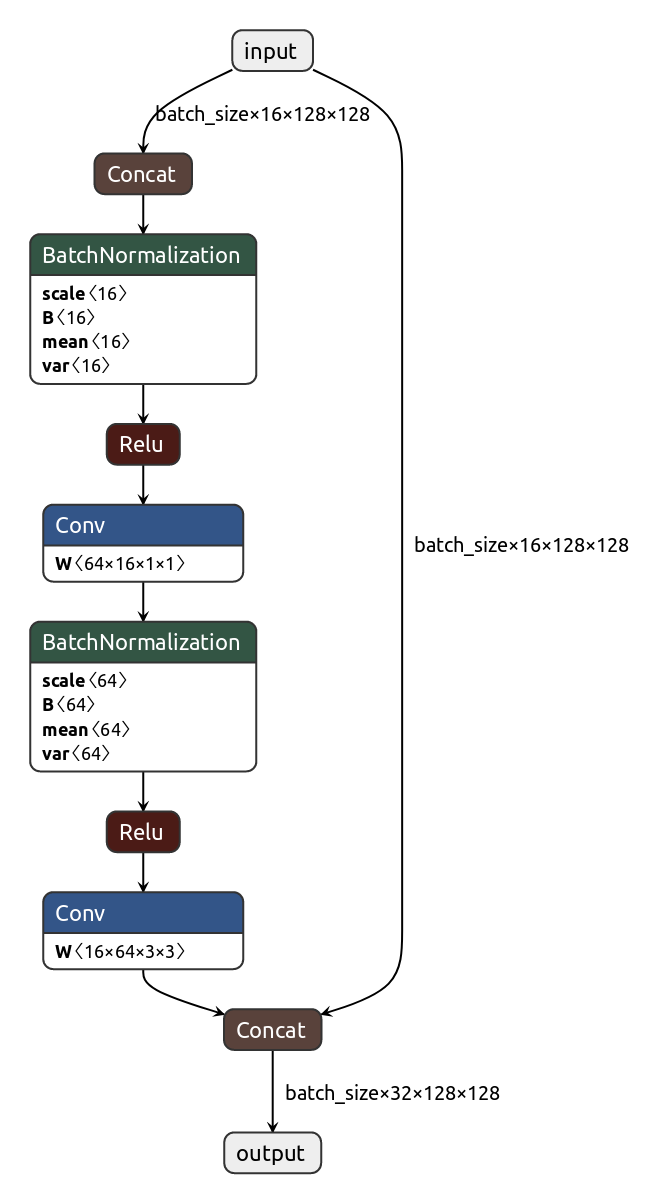 input
batch_size×16×128×128
Concat
BatchNormalization
scale〈16〉
B〈16〉
mean〈16〉
var〈16〉
Relu
Conv
W〈64×16×1×1〉
batch_size×16×128×128
BatchNormalization
scale〈64〉
B〈64〉
mean〈64〉
var〈64〉
Relu
Conv
W〈16×64×3×3〉
Concat
batch_size×32×128×128
output